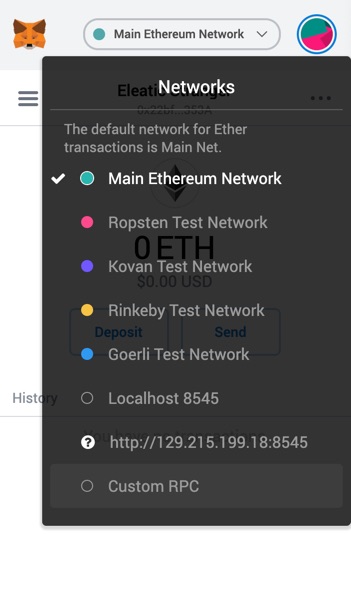 Main Ethereum Network
Networks
0x22bf...353A
The default network for Ether
transactions is Main Net.
Main Ethereum Network
Ropsten Test Network
0 ETH
Kovan Test Network
$0.00 USD
Rinkeby Test Network
Deposit
Send
Goerli Test Network
History
Localhost 8545
http://129.215.199.18:8545
Custom RPC